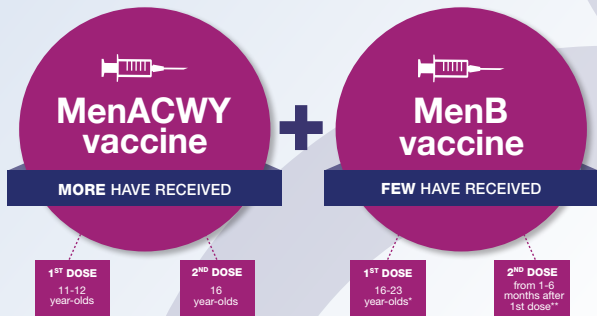 MenACWY
vaccine
MORE HAVE RECEIVED
1ST DOSE
11-12
year-olds
2ND DOSE
16
year-olds
+
MenB
vaccine
FEW HAVE RECEIVED
1ST DOSE
16-23
year-olds*
2ND DOSE
from 1-6
months after
1st dose**